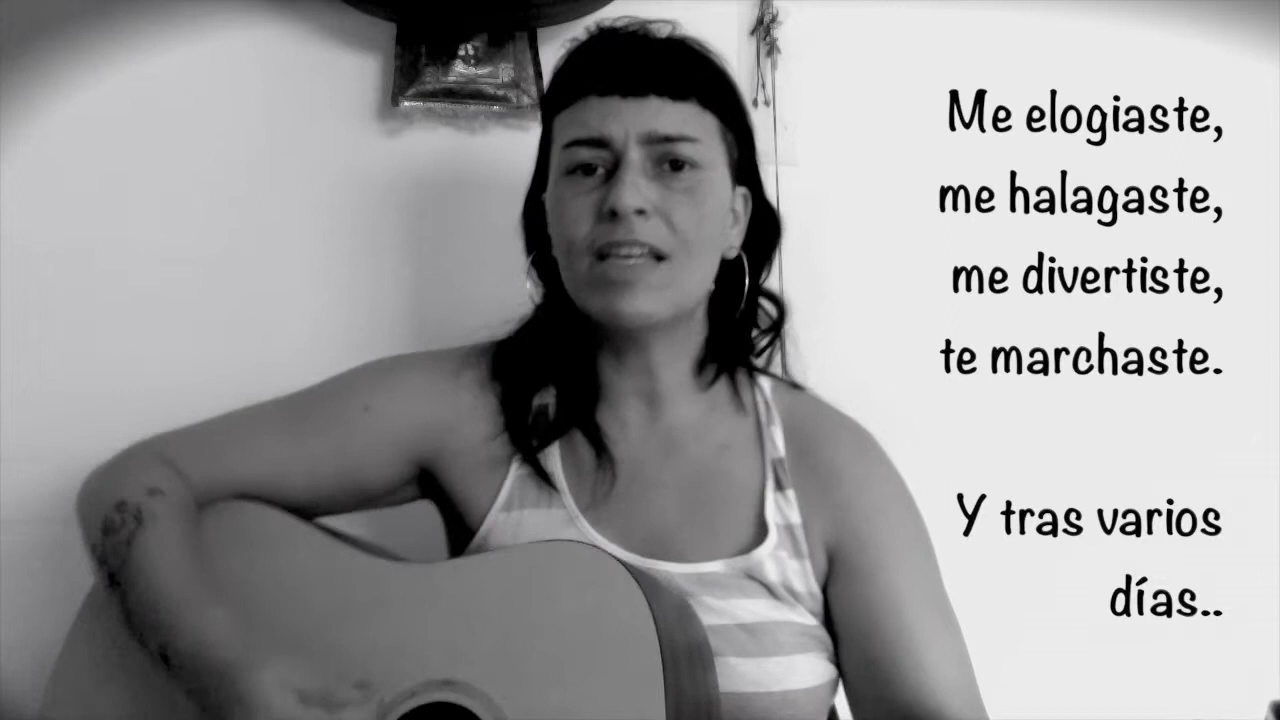 Me elogiaste,
me halagaste,
me divertiste,
te marchaste.
Y tras varios
días..